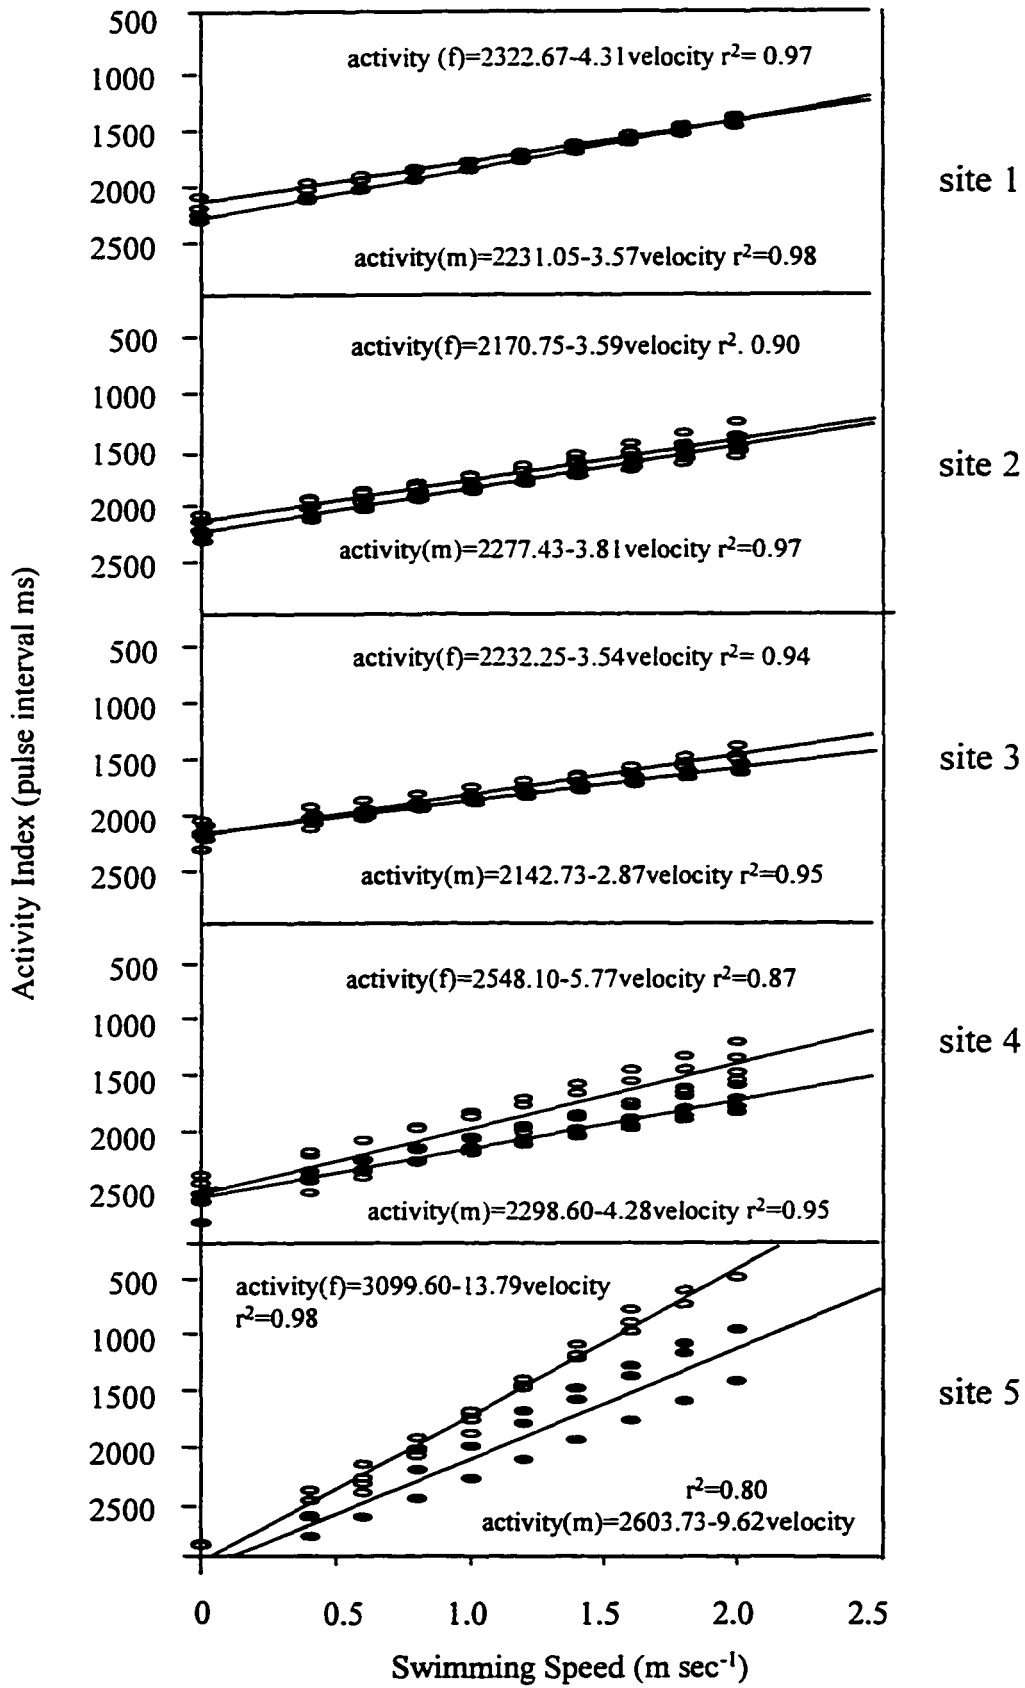 500
activity (f)=2322.67-4.31velocity r²= 0.97
1000
1500
2000
site 1
2500
activity(m)=2231.05-3.57velocity r²=0.98
500
activity(f)=2170.75-3.59velocity r². 0.90
1000
1500
site 2
2000
activity(m)=2277.43-3.81velocity r²=0.97
2500
500
activity(f)=2232.25-3.54velocity r²= 0.94
1000
1500
site 3
2000
2500
activity(m)=2142.73-2.87velocity r²=0.95
500
activity(f)=2548.10-5.77velocity r²=0.87
1000
site 4
1500
2000
2500
activity(m)=2298.60-4.28velocity r²=0.95
500
activity(f)=3099.60-13.79velocity
r²=0.98
1000
1500
site 5
2000
2500
r²=0.80
activity(m)=2603.73-9.62velocity
0 0.5 1.0 1.5 2.0 2.5
Swimming Speed (m sec⁻¹)
Activity Index (pulse interval ms)